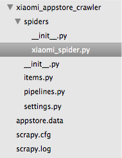 xiaomi_appstore_crawler
spiders
__init__.py
xiaomi_spider.py
__init__.py
items.py
pipelines.py
settings.py
appstore.data
scrapy.cfg
scrapy.log